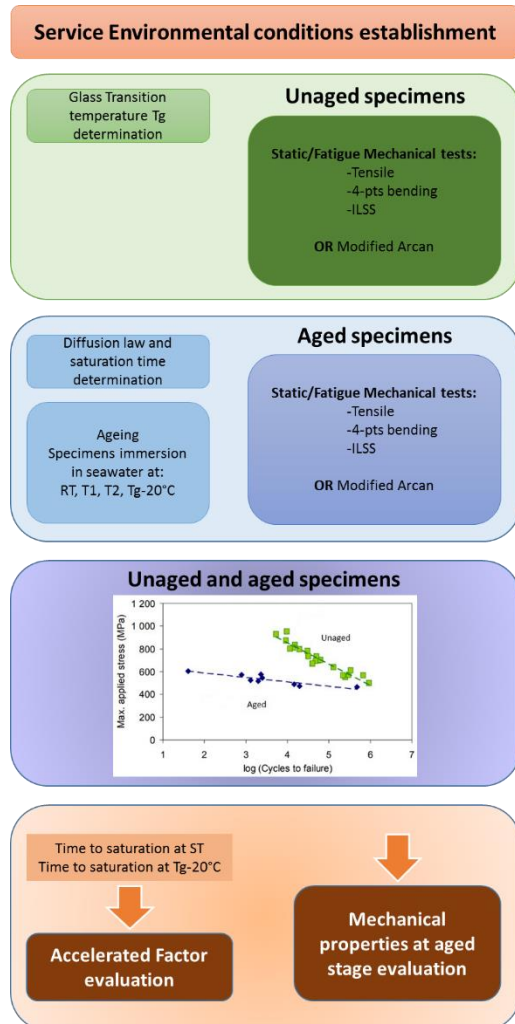 Service Environmental conditions establishment
Glass Transition
temperature Tg
determination
Unaged specimens
Static/Fatigue Mechanical tests:
-Tensile
-4-pts bending
-ILSS
OR Modified Arcan
Diffusion law and
saturation time
determination
Ageing
Specimens immersion
in seawater at:
RT, T1, T2, Tg-20°C
Aged specimens
Static/Fatigue Mechanical tests:
-Tensile
-4-pts bending
-ILSS
OR Modified Arcan
Unaged and aged specimens
Max. applied stress (MPa)
1 200
1 000
800
600
400
200
0
Unaged
Aged
1 2 3 4 5 6 7
log (Cycles to failure)
Time to saturation at ST
Time to saturation at Tg-20°C
Accelerated Factor
evaluation
Mechanical
properties at aged
stage evaluation